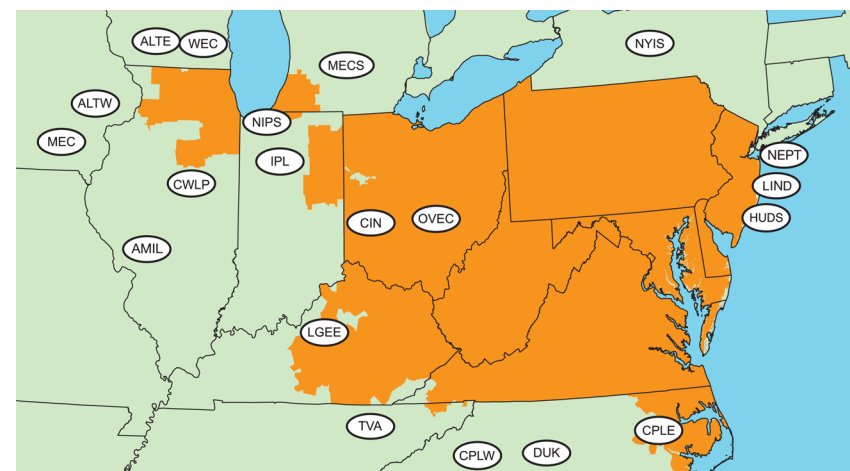 ALTE
WEC
NYIS
MECS
ALTW
NIPS
MEC
IPL
NEPT
CWLP
LIND
CIN
OVEC
HUDS
AMIL
LGEE
TVA
CPLE
CPLW
DUK